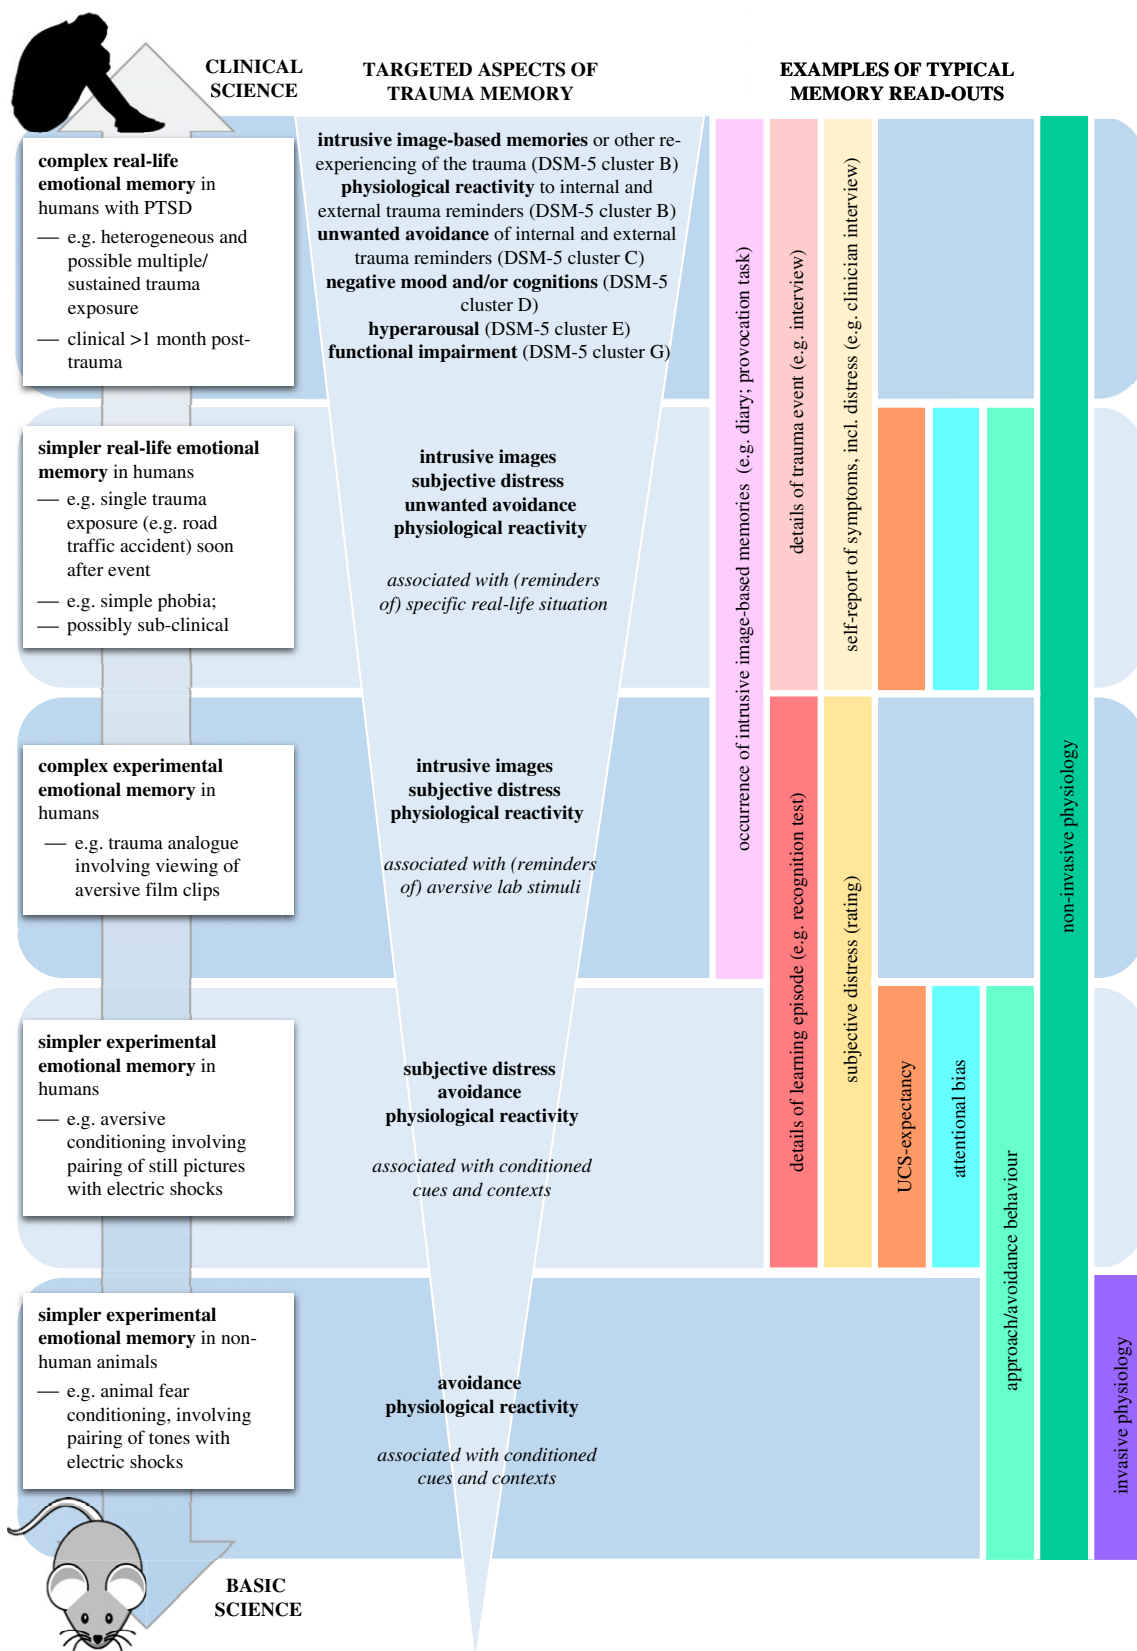 CLINICAL
SCIENCE
TARGETED ASPECTS OF
TRAUMA MEMORY
EXAMPLES OF TYPICAL
MEMORY READ-OUTS
complex real-life
emotional memory in
humans with PTSD
— e.g. heterogeneous and
possible multiple/
sustained trauma
exposure
— clinical >1 month post-
trauma
intrusive image-based memories or other re-
experiencing of the trauma (DSM-5 cluster B)
physiological reactivity to internal and
external trauma reminders (DSM-5 cluster B)
unwanted avoidance of internal and external
trauma reminders (DSM-5 cluster C)
negative mood and/or cognitions (DSM-5
cluster D)
hyperarousal (DSM-5 cluster E)
functional impairment (DSM-5 cluster G)
simpler real-life emotional
memory in humans
— e.g. single trauma
exposure (e.g. road
traffic accident) soon
after event
— e.g. simple phobia;
— possibly sub-clinical
intrusive images
subjective distress
unwanted avoidance
physiological reactivity
associated with (reminders
of) specific real-life situation
complex experimental
emotional memory in
humans
— e.g. trauma analogue
involving viewing of
aversive film clips
intrusive images
subjective distress
physiological reactivity
associated with (reminders
of) aversive lab stimuli
simpler experimental
emotional memory in
humans
— e.g. aversive
conditioning involving
pairing of still pictures
with electric shocks
subjective distress
avoidance
physiological reactivity
associated with conditioned
cues and contexts
simpler experimental
emotional memory in non-
human animals
— e.g. animal fear
conditioning, involving
pairing of tones with
electric shocks
avoidance
physiological reactivity
associated with conditioned
cues and contexts
BASIC
SCIENCE
occurrence of intrusive image-based memories (e.g. diary; provocation task)
details of trauma event (e.g. interview)
self-report of symptoms, incl. distress (e.g. clinician interview)
details of learning episode (e.g. recognition test)
subjective distress (rating)
UCS-expectancy
attentional bias
approach/avoidance behaviour
non-invasive physiology
invasive physiology